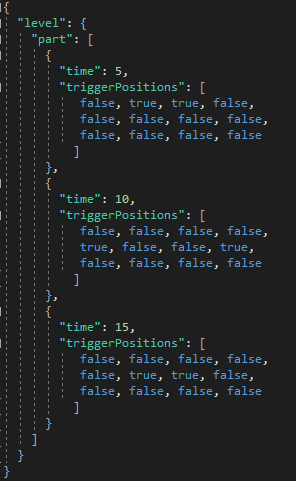 {
"level": {
"part": [
{
"time": 5,
"triggerPositions": [
false, true, true, false,
false, false, false, false,
false, false, false, false
]
},
{
"time": 10,
"triggerPositions": [
false, false, false, false,
true, false, false, true,
false, false, false, false
]
},
{
"time": 15,
"triggerPositions": [
false, false, false, false,
false, true, true, false,
false, false, false, false
]
}
]
}
}